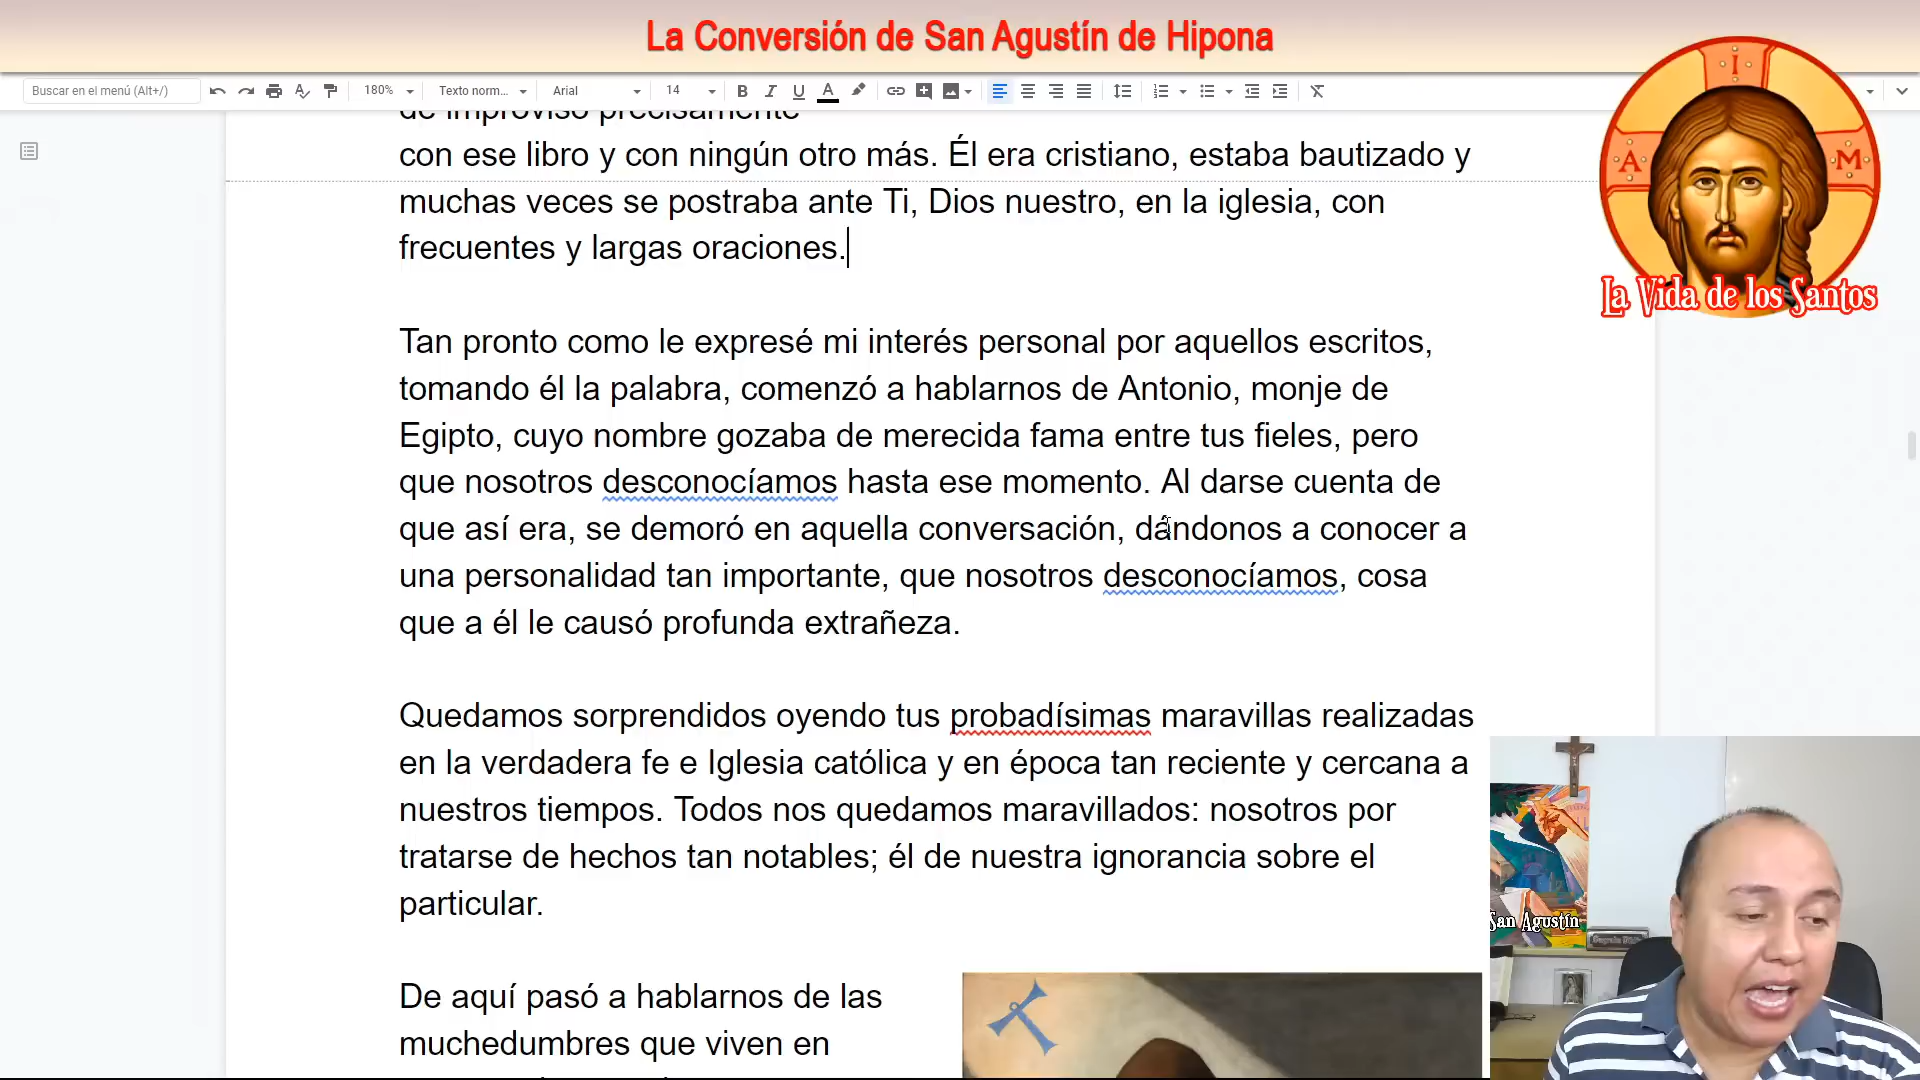 La Conversión de San Agustín de Hipona
Buscar en el menú (Alt+/)
180%
Texto norm...
Arial
14
B I U A
I
A M
La Vida de los Santos
de improviso precisamente
con ese libro y con ningún otro más. Él era cristiano, estaba bautizado y
muchas veces se postraba ante Ti, Dios nuestro, en la iglesia, con
frecuentes y largas oraciones.
Tan pronto como le expresé mi interés personal por aquellos escritos,
tomando él la palabra, comenzó a hablarnos de Antonio, monje de
Egipto, cuyo nombre gozaba de merecida fama entre tus fieles, pero
que nosotros desconocíamos hasta ese momento. Al darse cuenta de
que así era, se demoró en aquella conversación, dándonos a conocer a
una personalidad tan importante, que nosotros desconocíamos, cosa
que a él le causó profunda extrañeza.
Quedamos sorprendidos oyendo tus probadísimas maravillas realizadas
en la verdadera fe e Iglesia católica y en época tan reciente y cercana a
nuestros tiempos. Todos nos quedamos maravillados: nosotros por
tratarse de hechos tan notables; él de nuestra ignorancia sobre el
particular.
De aquí pasó a hablarnos de las
muchedumbres que viven en
San Agustín